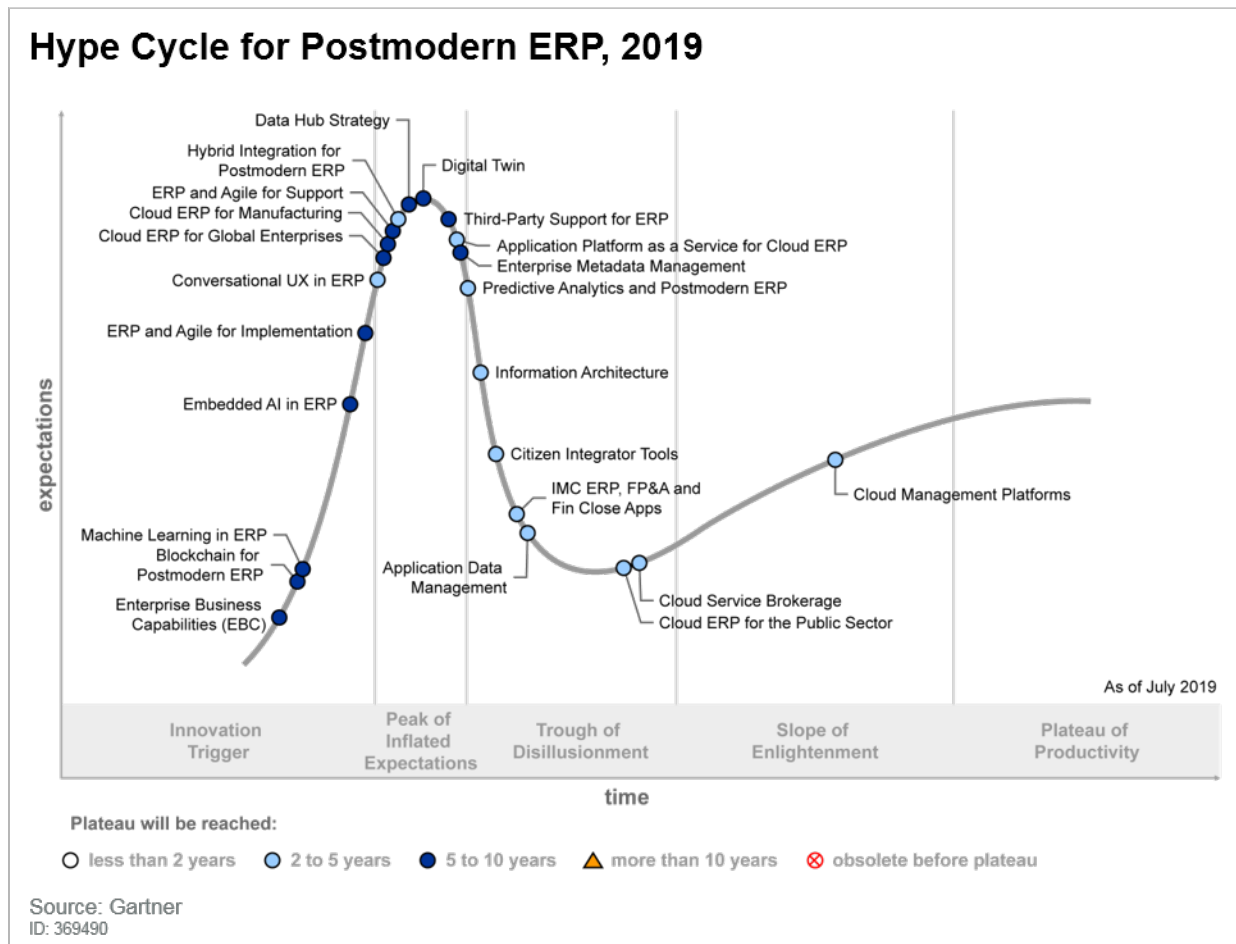 Hype Cycle for Postmodern ERP, 2019
Data Hub Strategy
Hybrid Integration for
Postmodern ERP
Digital Twin
ERP and Agile for Support
Cloud ERP for Manufacturing
Cloud ERP for Global Enterprises
Third-Party Support for ERP
Application Platform as a Service for Cloud ERP
Enterprise Metadata Management
Conversational UX in ERP
Predictive Analytics and Postmodern ERP
ERP and Agile for Implementation
Information Architecture
Embedded AI in ERP
Citizen Integrator Tools
IMC ERP, FP&A and
Fin Close Apps
Cloud Management Platforms
Machine Learning in ERP
Blockchain for
Postmodern ERP
Application Data
Management
Enterprise Business
Capabilities (EBC)
Cloud Service Brokerage
Cloud ERP for the Public Sector
expectations
As of July 2019
Innovation
Trigger
Peak of
Inflated
Expectations
Trough of
Disillusionment
Slope of
Enlightenment
Plateau of
Productivity
time
Plateau will be reached:
less than 2 years
2 to 5 years
5 to 10 years
more than 10 years
obsolete before plateau
Source: Gartner
ID: 369490